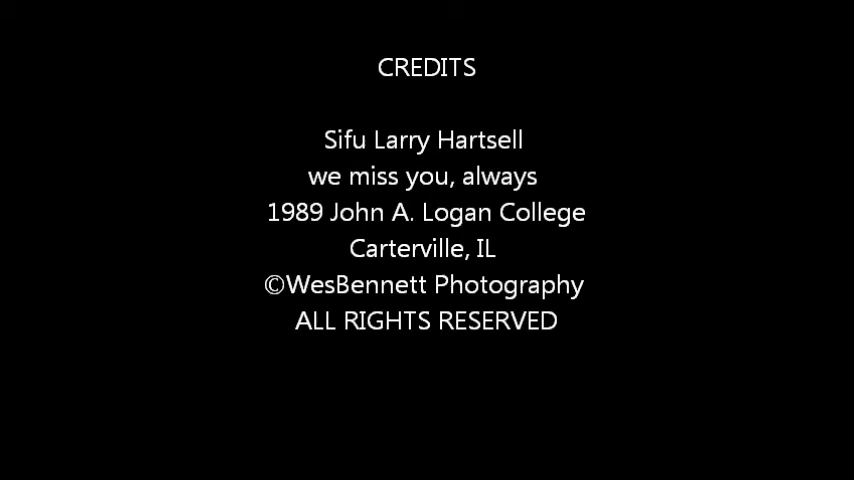 CREDITS
Sifu Larry Hartsell
we miss you, always
1989 John A. Logan College
Carterville, IL
©WesBennett Photography
ALL RIGHTS RESERVED